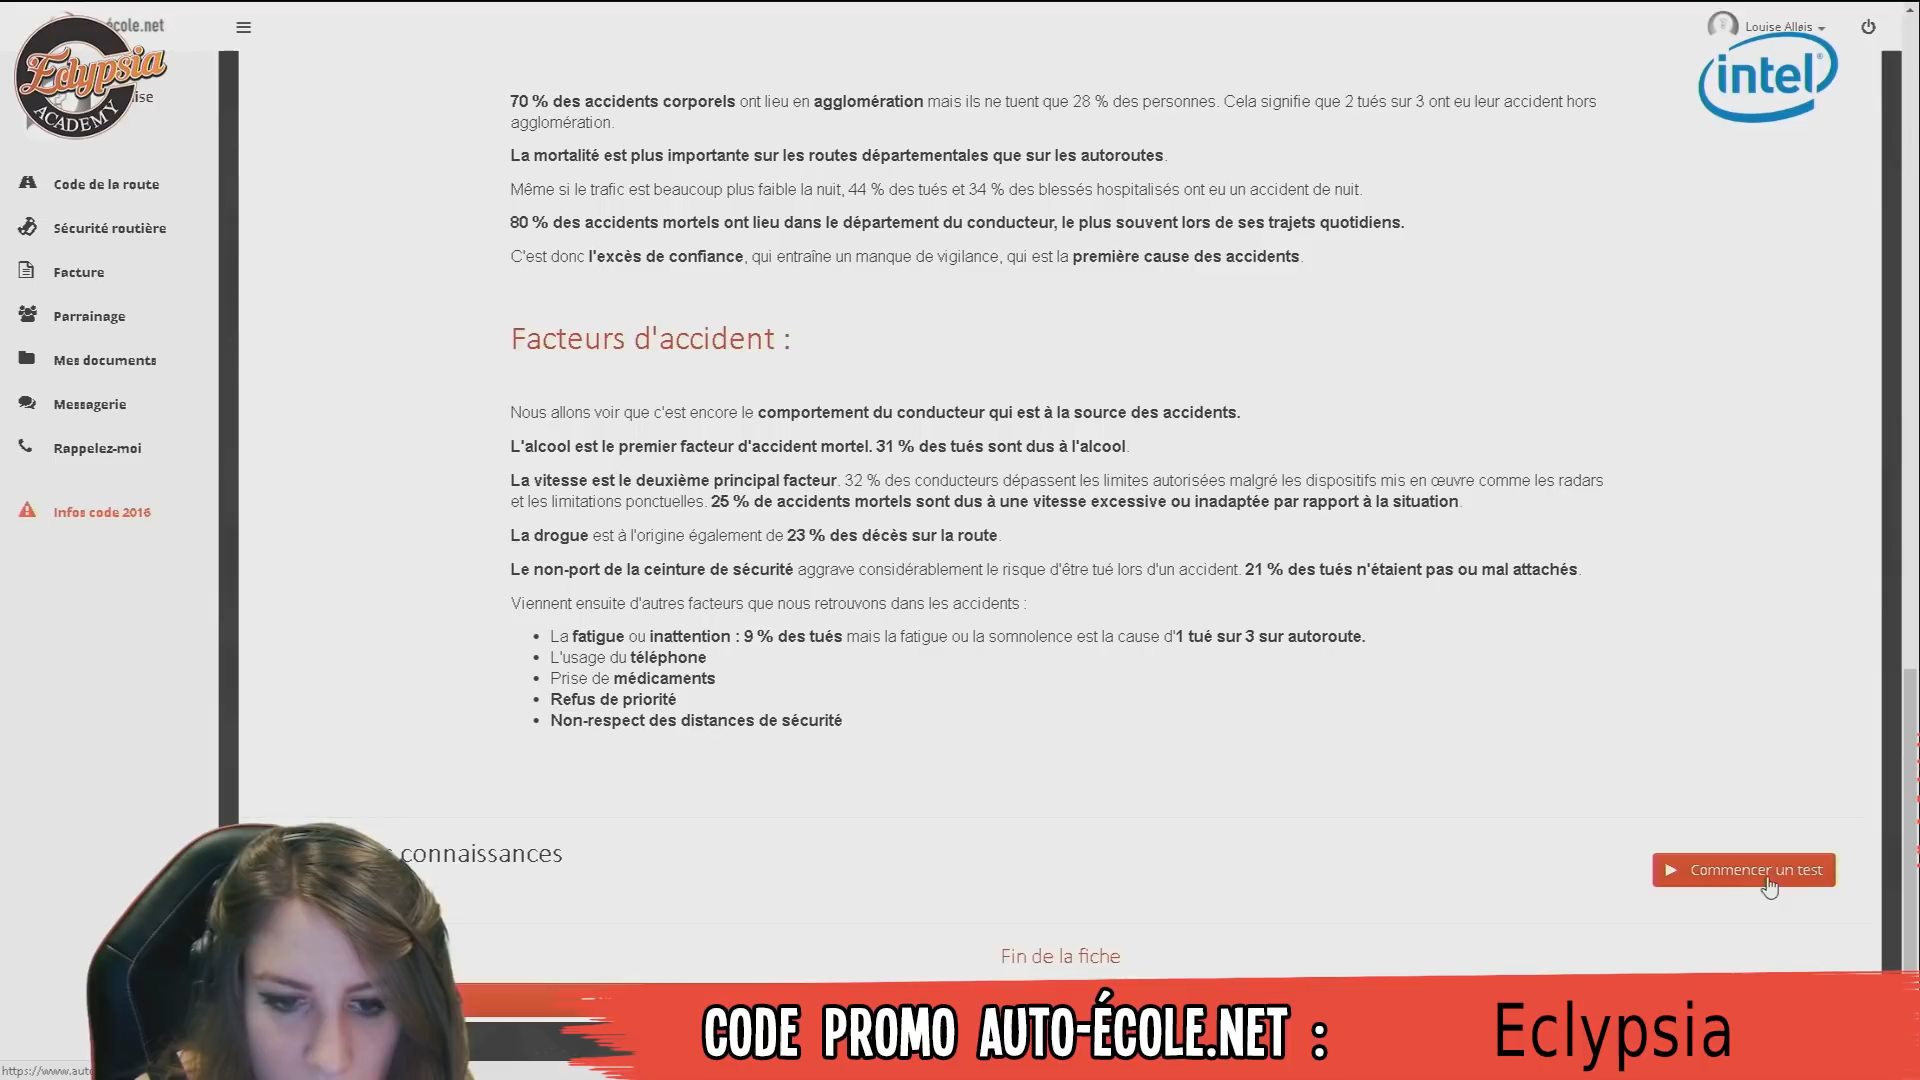 école.net
Louise Allais
Eclypsia
ACADEMY
ise
intel
70 % des accidents corporels ont lieu en agglomération mais ils ne tuent que 28 % des personnes. Cela signifie que 2 tués sur 3 ont eu leur accident hors
agglomération.
La mortalité est plus importante sur les routes départementales que sur les autoroutes.
Même si le trafic est beaucoup plus faible la nuit, 44 % des tués et 34 % des blessés hospitalisés ont eu un accident de nuit.
80 % des accidents mortels ont lieu dans le département du conducteur, le plus souvent lors de ses trajets quotidiens.
C'est donc l'excès de confiance, qui entraîne un manque de vigilance, qui est la première cause des accidents.
Code de la route
Sécurité routière
Facture
Parrainage
Mes documents
Messagerie
Rappelez-moi
Infos code 2016
Facteurs d'accident :
Nous allons voir que c'est encore le comportement du conducteur qui est à la source des accidents.
L'alcool est le premier facteur d'accident mortel. 31 % des tués sont dus à l'alcool.
La vitesse est le deuxième principal facteur. 32 % des conducteurs dépassent les limites autorisées malgré les dispositifs mis en œuvre comme les radars
et les limitations ponctuelles. 25 % de accidents mortels sont dus à une vitesse excessive ou inadaptée par rapport à la situation.
La drogue est à l'origine également de 23 % des décès sur la route.
Le non-port de la ceinture de sécurité aggrave considérablement le risque d'être tué lors d'un accident. 21 % des tués n'étaient pas ou mal attachés.
Viennent ensuite d'autres facteurs que nous retrouvons dans les accidents :
• La fatigue ou inattention : 9 % des tués mais la fatigue ou la somnolence est la cause d'1 tué sur 3 sur autoroute.
• L'usage du téléphone
• Prise de médicaments
• Refus de priorité
• Non-respect des distances de sécurité
connaissances
Commencer un test
Fin de la fiche
CODE PROMO AUTO-ÉCOLE.NET :
Eclypsia
https://www.aut